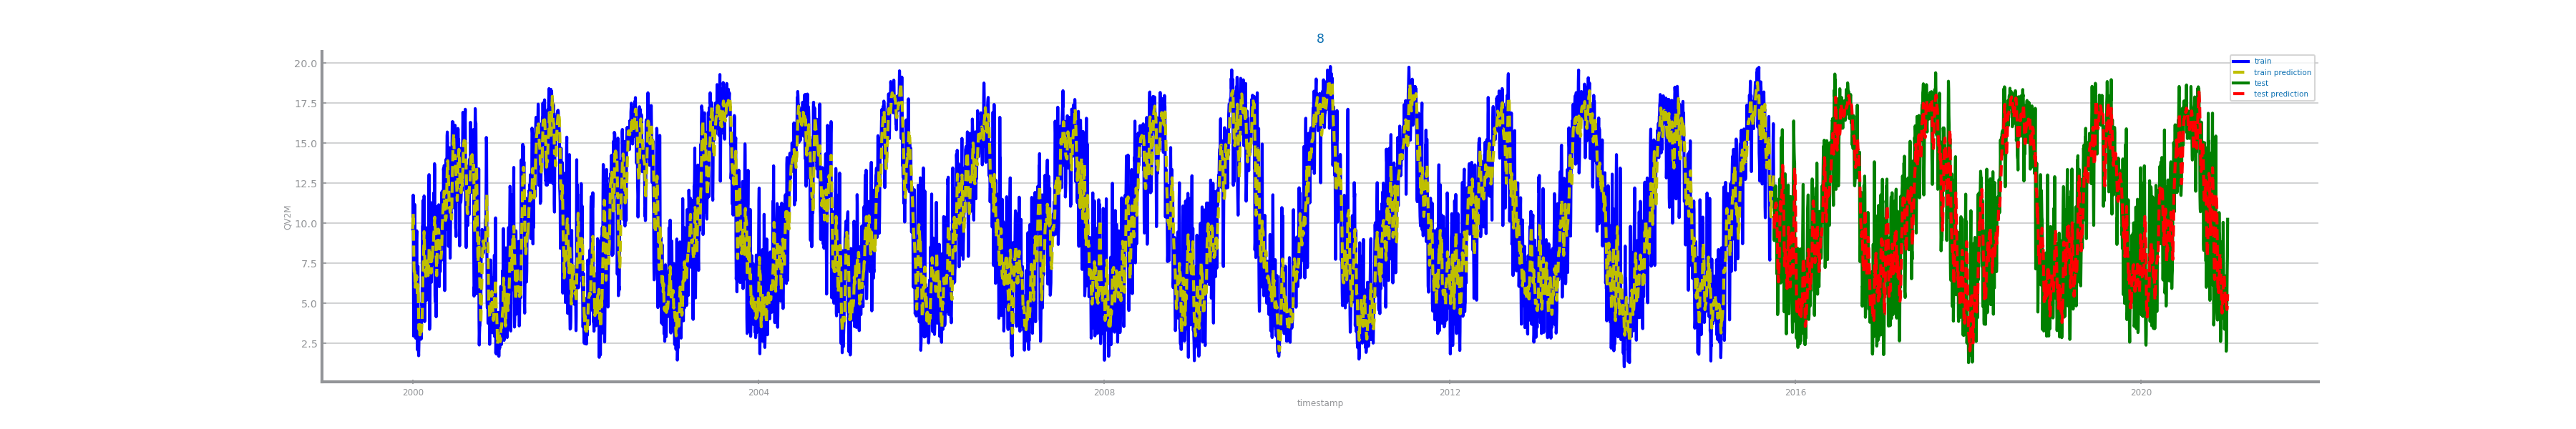 8
20.0
17.5
15.0
12.5
10.0
7.5
5.0
2.5
QV2M
train
train prediction
test
test prediction
2000 2004 2008 2012 2016 2020
timestamp